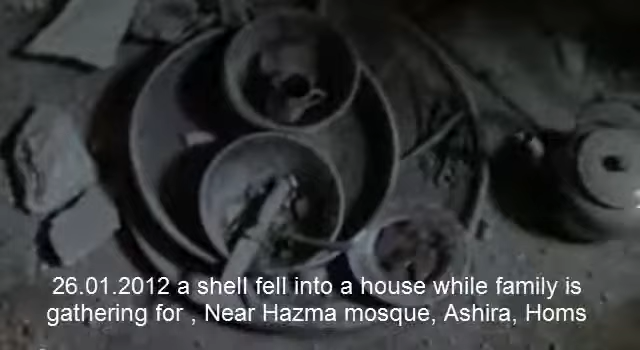 26.01.2012 a shell fell into a house while family is
gathering for , Near Hazma mosque, Ashira, Homs